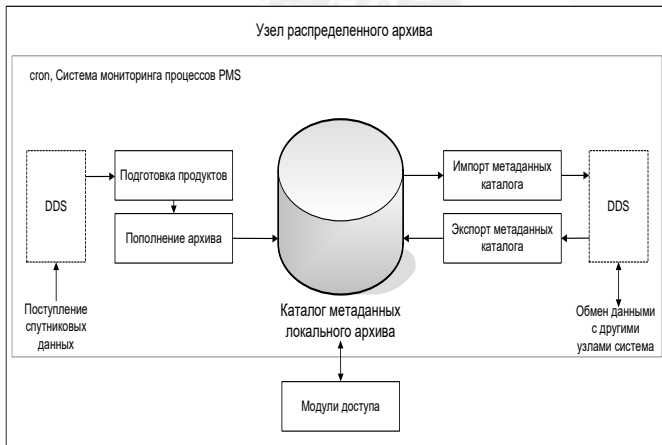 Узел распределенного архива
cron, Система мониторинга процессов PMS
DDS
Подготовка продуктов
Пополнение архива
Поступление
спутниковых
данных
Каталог метаданных
локального архива
Импорт метаданных
каталога
Экспорт метаданных
каталога
DDS
Обмен данными
с другими
узлами система
Модули доступа